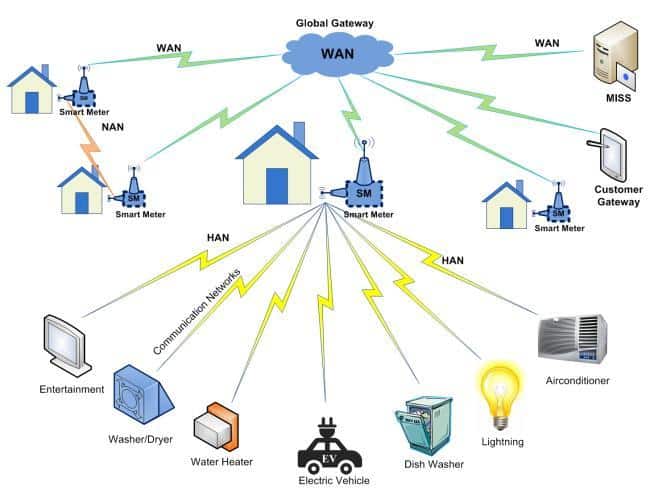 Global Gateway
WAN
WAN
WAN
MISS
SM
Smart Meter
NAN
SM
Smart Meter
SM
Smart Meter
Customer
Gateway
SM
Smart Meter
HAN
HAN
Communication Networks
Entertainment
Washer/Dryer
Water Heater
EV
Electric Vehicle
Dish Washer
Lightning
Airconditioner